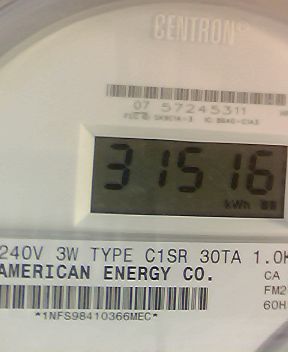 CENTRON®
07 57245311
31516
kWh
240V 3W TYPE C1SR 30TA 1.0K
AMERICAN ENERGY CO.
CA
FM2
60H
*1NFS98410366MEC*